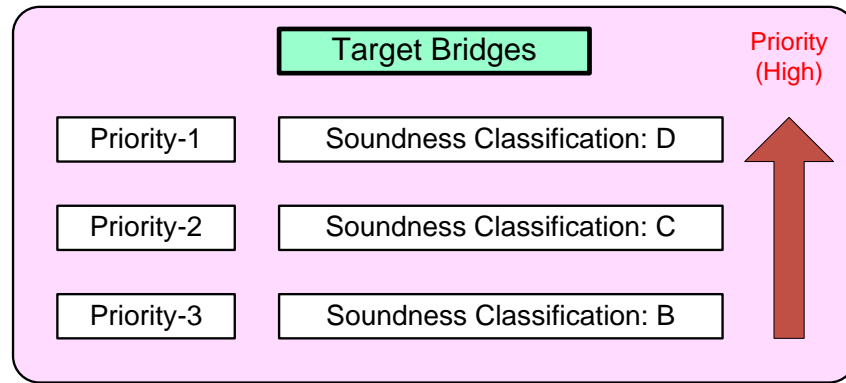 Target Bridges
Priority
(High)
Priority-1
Soundness Classification: D
Priority-2
Soundness Classification: C
Priority-3
Soundness Classification: B